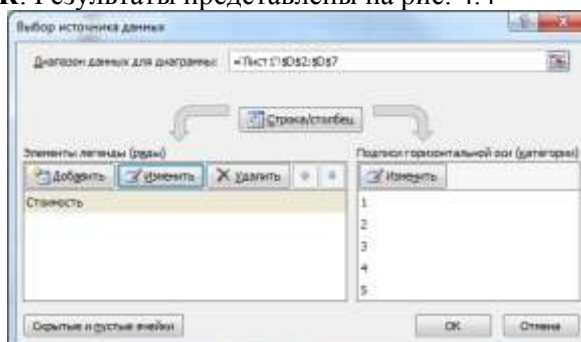 К. Результаты представлены на рис. 4.4
Выбор источника данных
Диапазон данных для диаграммы: ='Лист1'!$D$2:$D$7
Строка/столбец
Элементы легенды (ряды)
Подписи горизонтальной оси (категории)
Добавить Изменить Удалить
Изменить
Стоимость
1
2
3
4
5
Скрытые и пустые ячейки
ОК Отмена